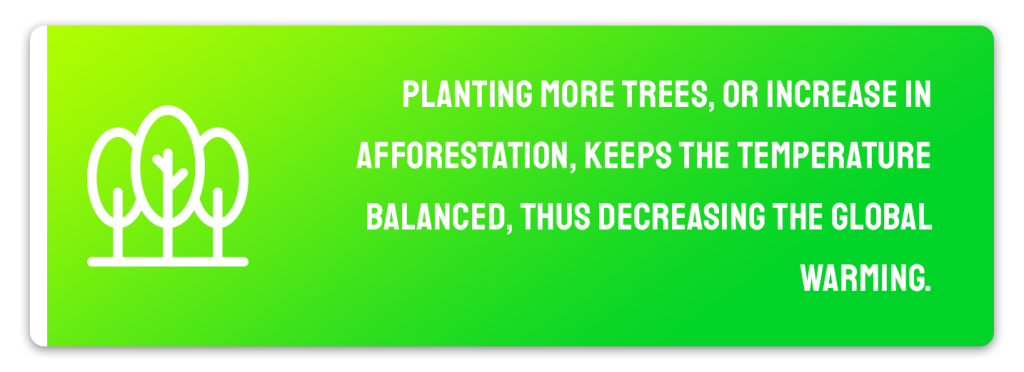 PLANTING MORE TREES, OR INCREASE IN
AFFORESTATION, KEEPS THE TEMPERATURE
BALANCED, THUS DECREASING THE GLOBAL
WARMING.